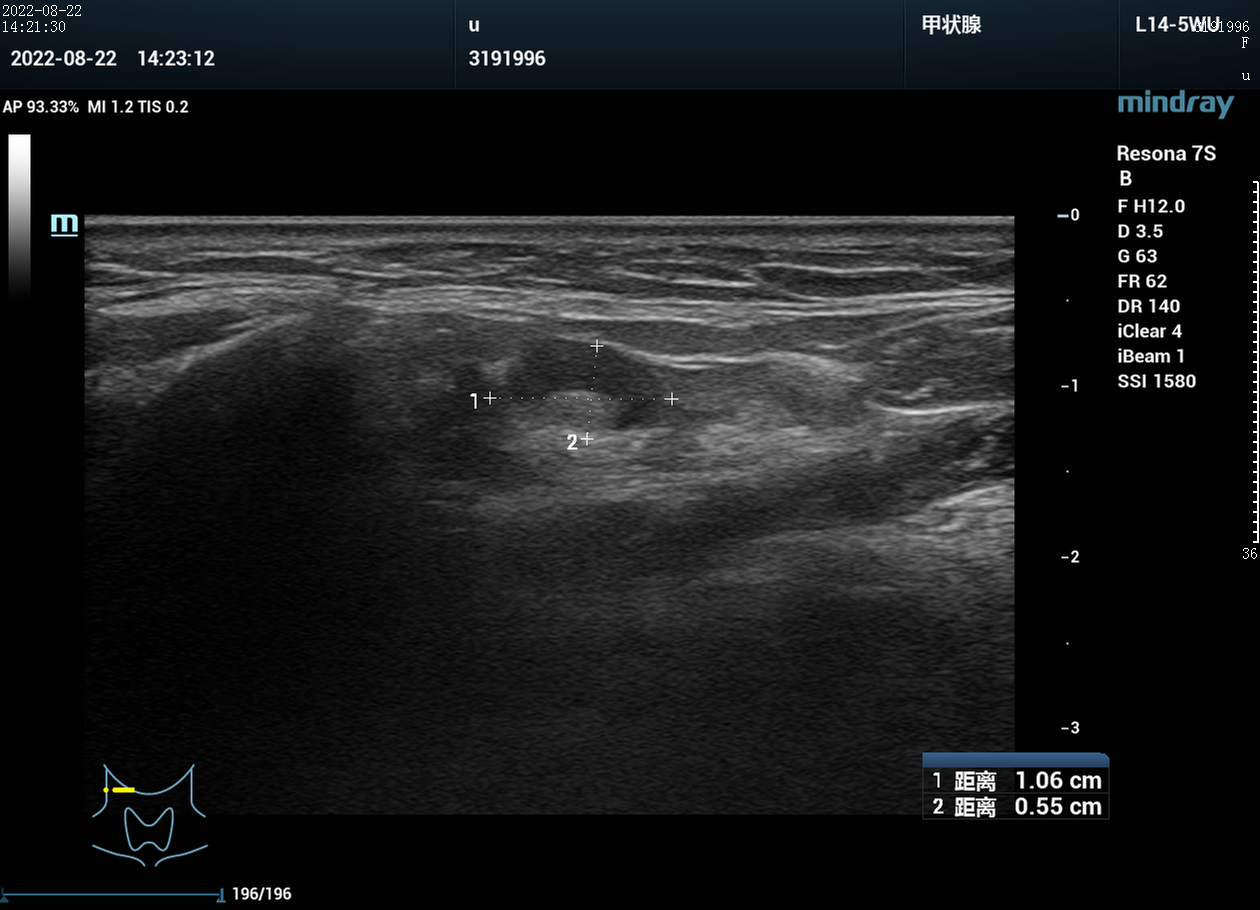 2022-08-22
14:21:30
2022-08-22 14:23:12
u
3191996
甲状腺
L14-5WU
3191996
F
u
AP 93.33% MI 1.2 TIS 0.2
mindray
Resona 7S
B
F H12.0
D 3.5
G 63
FR 62
DR 140
iClear 4
iBeam 1
SSI 1580
m
0
-1
-2
-3
1
2
36
1 距离 1.06 cm
2 距离 0.55 cm
196/196